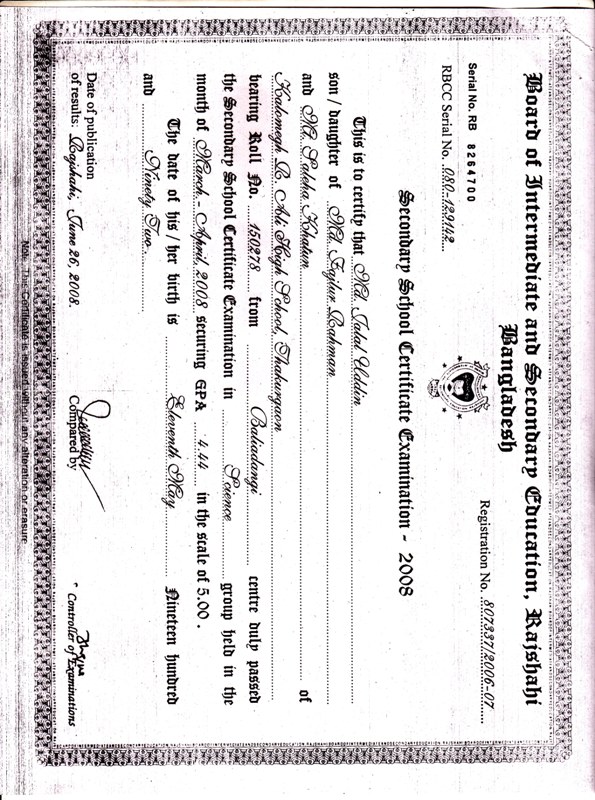 Board of Intermediate and Secondary Education, Rajshahi
Bangladesh
Serial No. RB 8264700
RBCC Serial No. 080-129142
Registration No. 807337/2006-07
Secondary School Certificate Examination - 2008
This is to certify that Md. Jalal Uddin
son / daughter of Md. Fajlur Rahman
and Mst. Saleha Khatun of
Kalomegh R. Ali High School, Thakurgaon
bearing Roll No. 150278 from Baliadangi centre duly passed
the Secondary School Certificate Examination in Science group held in the
month of March - April, 2008 securing GPA 4.44 in the scale of 5.00.
The date of his / her birth is Eleventh May Nineteen hundred
and Ninety Two.
Date of publication
of results: Rajshahi, June 26, 2008.
Compared by
Controller of Examinations
Note. The Certificate is issued without any alteration or erasure